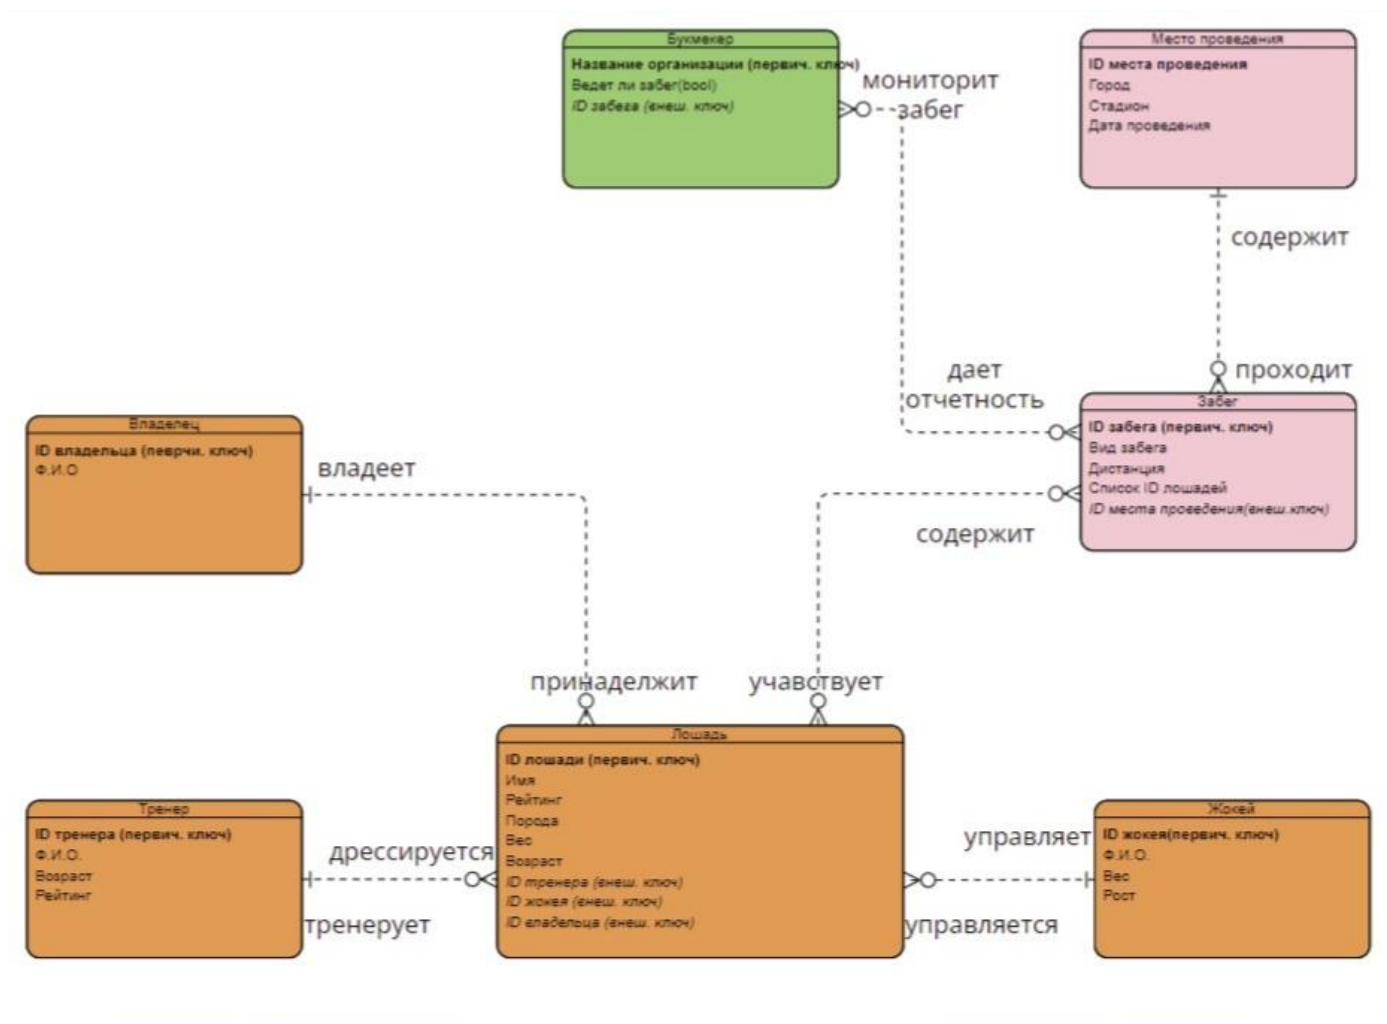 Букмекер
Название организации (первич. ключ)
Ведет ли забег(bool)
ID забега (внеш. ключ)
мониторит
забег
Место проведения
ID места проведения
Город
Стадион
Дата проведения
содержит
проходит
дает
отчетность
Забег
ID забега (первич. ключ)
Вид забега
Дистанция
Список ID лошадей
ID места проведения(внеш.ключ)
содержит
Владелец
ID владельца (певрчи. ключ)
Ф.И.О
владеет
принаделжит
учавствует
Лошадь
ID лошади (первич. ключ)
Имя
Рейтинг
Порода
Вес
Возраст
ID тренера (внеш. ключ)
ID жокея (внеш. ключ)
ID владельца (внеш. ключ)
Тренер
ID тренера (первич. ключ)
Ф.И.О.
Возраст
Рейтинг
дрессируется
тренерует
управляет
управляется
Жокей
ID жокея(первич. ключ)
Ф.И.О.
Вес
Рост